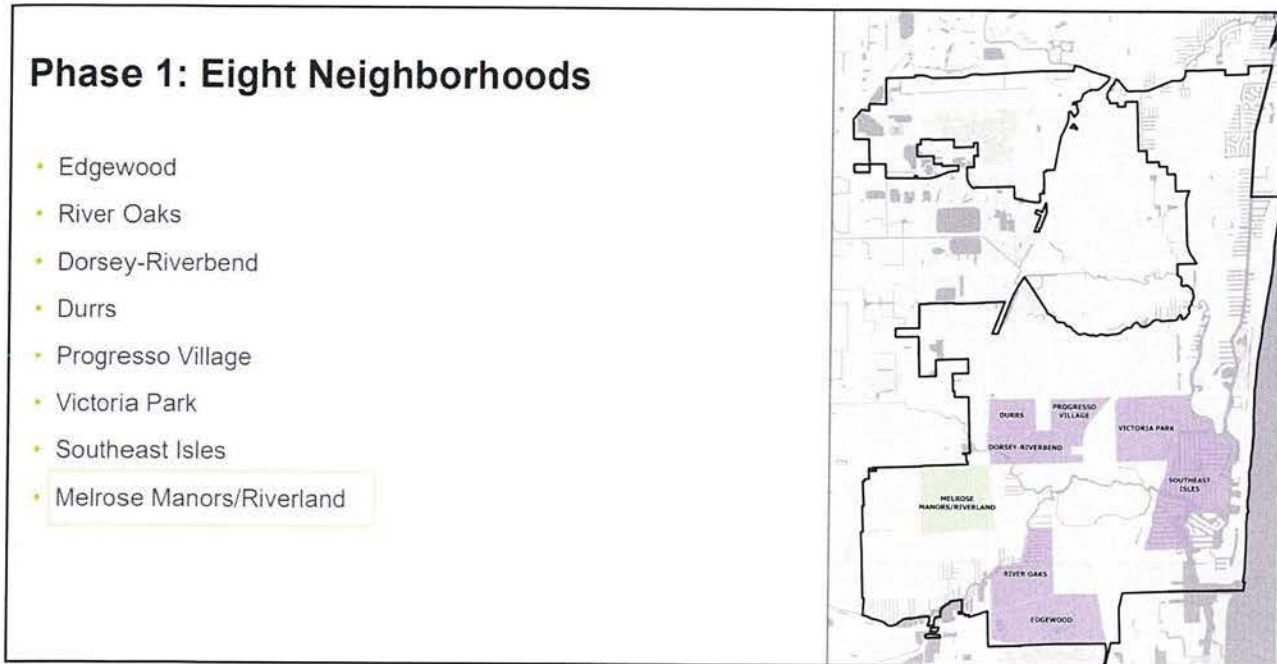 Phase 1: Eight Neighborhoods
• Edgewood
• River Oaks
• Dorsey-Riverbend
• Durrs
• Progresso Village
• Victoria Park
• Southeast Isles
• Melrose Manors/Riverland
DURRS
PROGRESSO
VILLAGE
VICTORIA PARK
DORSEY-RIVERBEND
SOUTHEAST
ISLES
MELROSE
MANORS/RIVERLAND
RIVER OAKS
EDGEWOOD